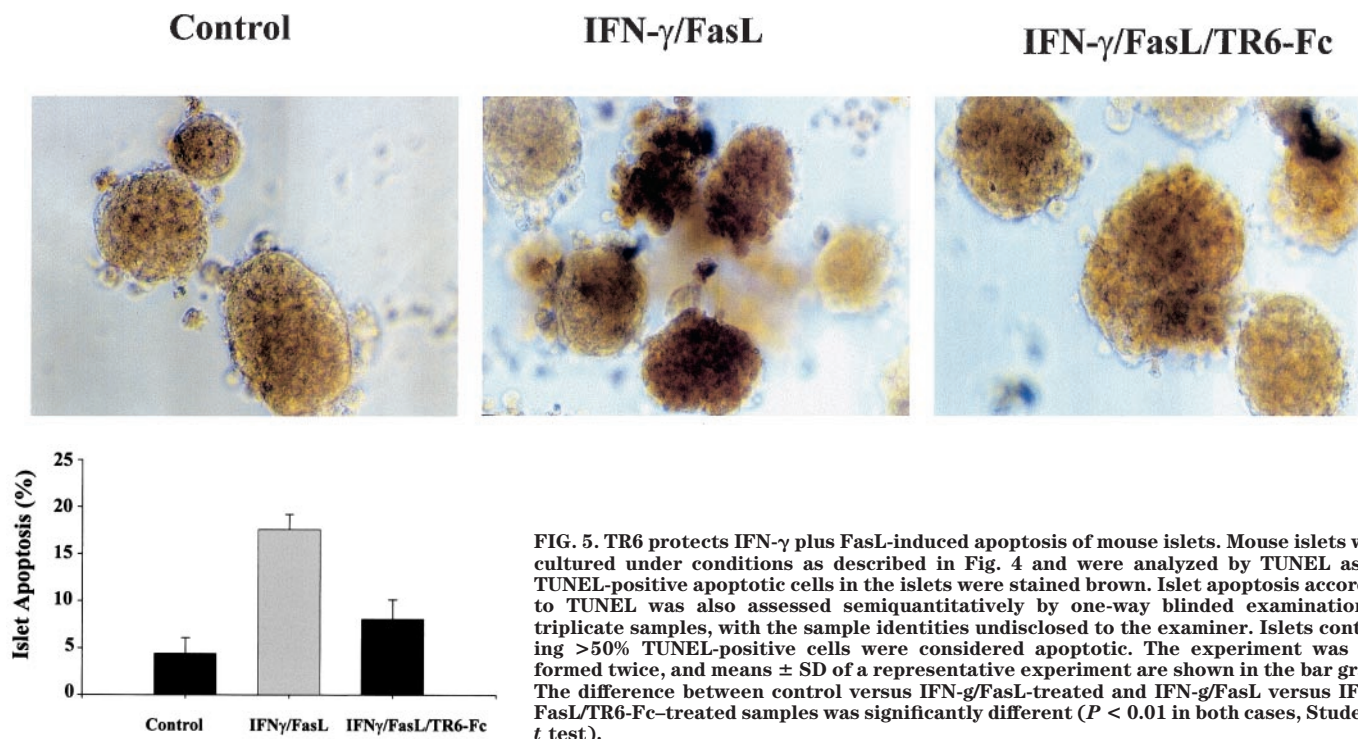 Control
IFN-γ/FasL
IFN-γ/FasL/TR6-Fc
Islet Apoptosis (%)
25
20
15
10
5
0
Control
IFNγ/FasL
IFNγ/FasL/TR6-Fc
FIG. 5. TR6 protects IFN-γ plus FasL-induced apoptosis of mouse islets. Mouse islets
cultured under conditions as described in Fig. 4 and were analyzed by TUNEL
TUNEL-positive apoptotic cells in the islets were stained brown. Islet apoptosis
to TUNEL was also assessed semiquantitatively by one-way blinded examination
triplicate samples, with the sample identities undisclosed to the examiner. Islets
ing >50% TUNEL-positive cells were considered apoptotic. The experiment was
formed twice, and means ± SD of a representative experiment are shown in the bar
The difference between control versus IFN-g/FasL-treated and IFN-g/FasL versus
FasL/TR6-Fc–treated samples was significantly different (P < 0.01 in both cases,
t test).